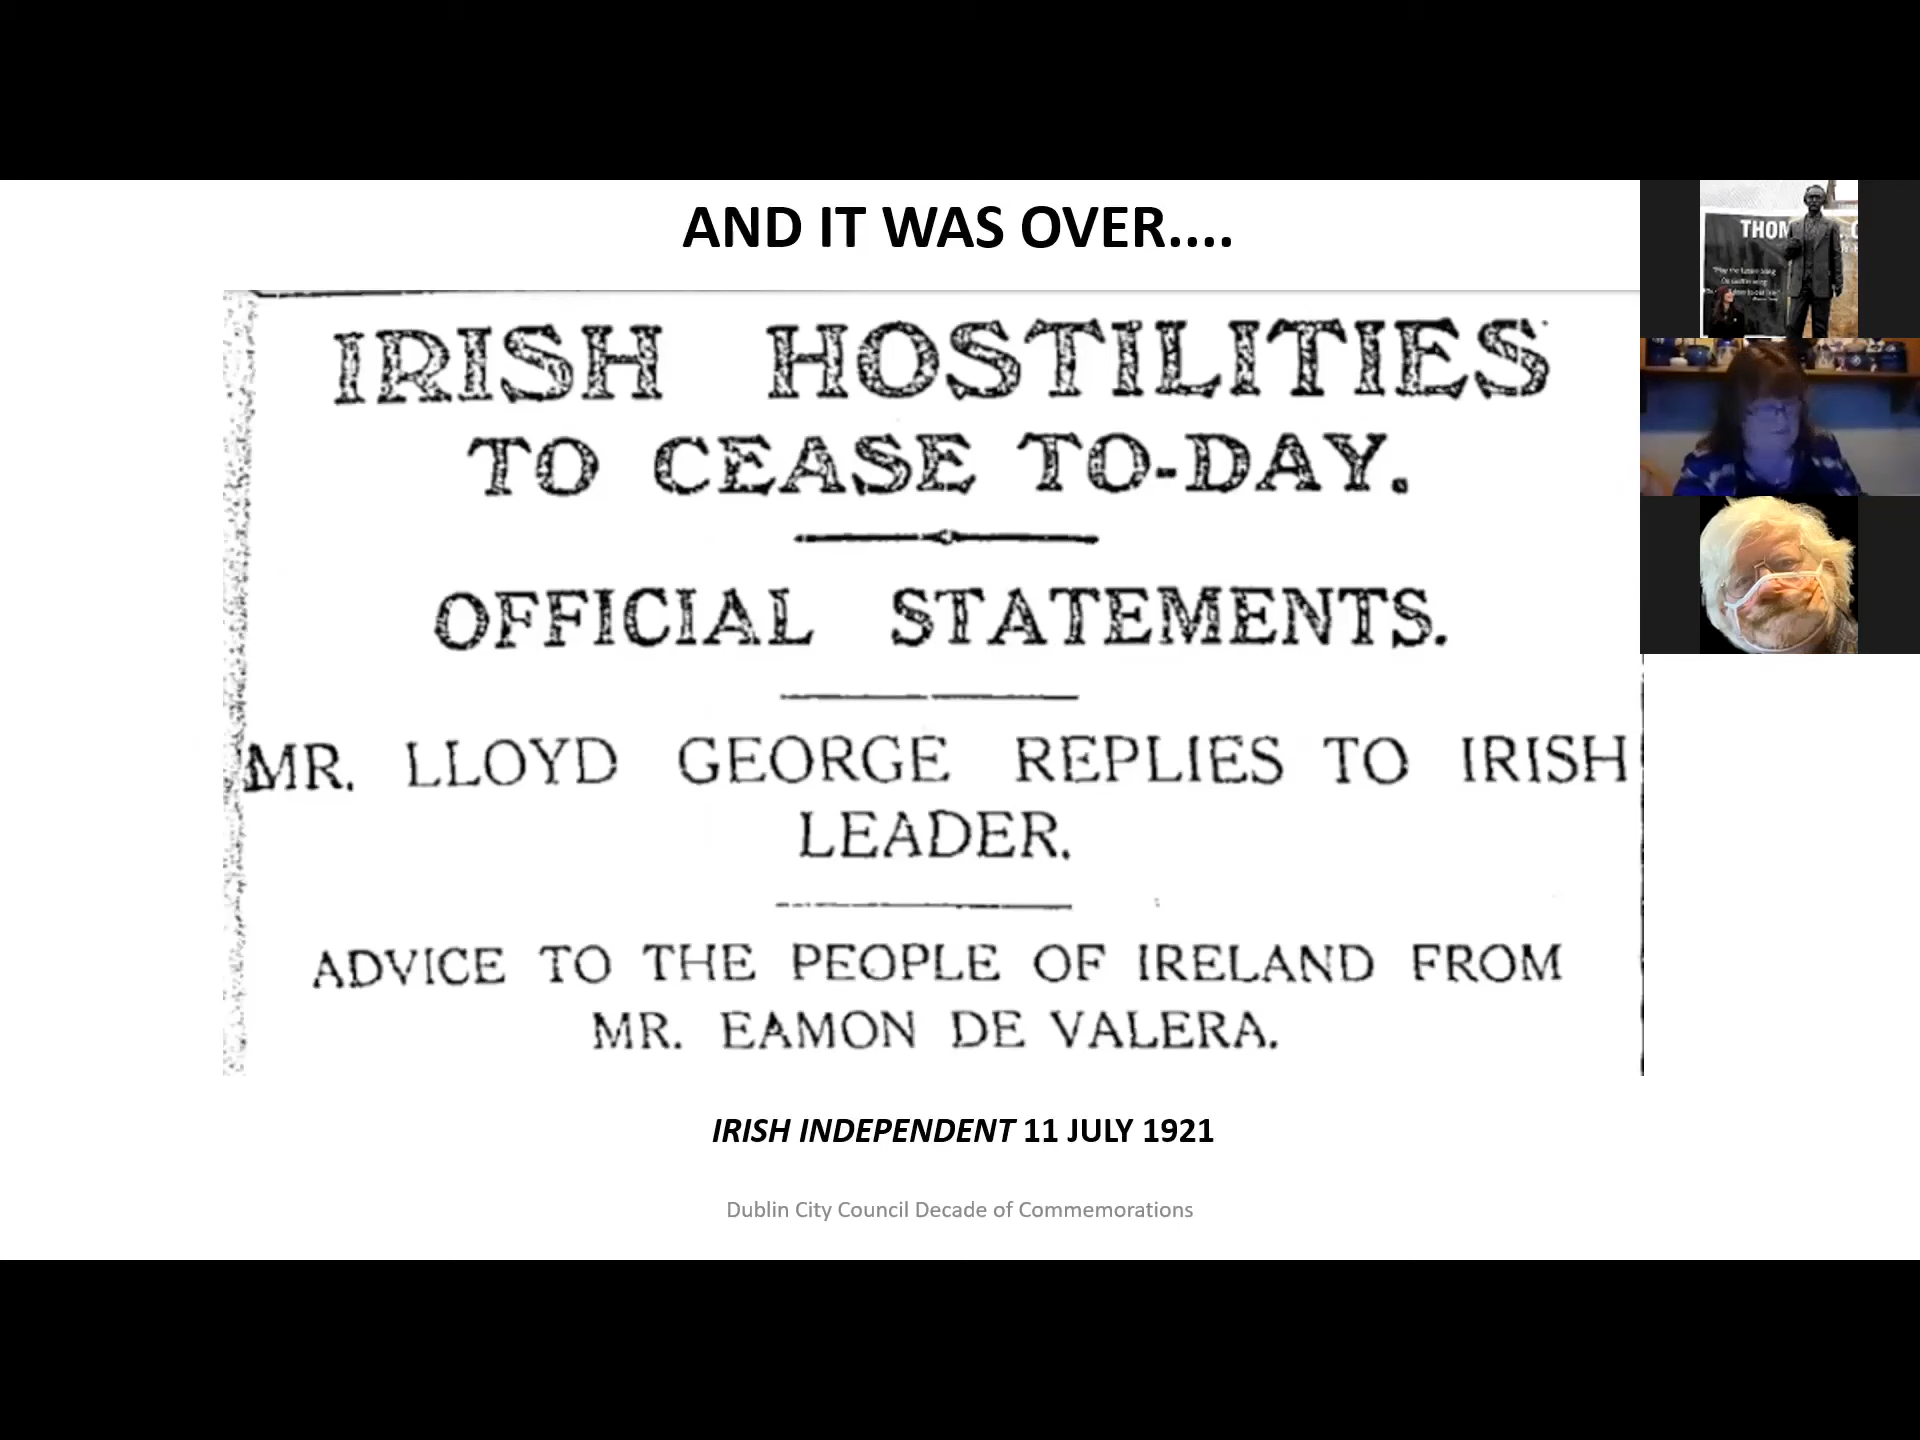 AND IT WAS OVER....
IRISH HOSTILITIES
TO CEASE TO-DAY.
OFFICIAL STATEMENTS.
MR. LLOYD GEORGE REPLIES TO IRISH
LEADER.
ADVICE TO THE PEOPLE OF IRELAND FROM
MR. EAMON DE VALERA.
IRISH INDEPENDENT 11 JULY 1921
Dublin City Council Decade of Commemorations
THOM